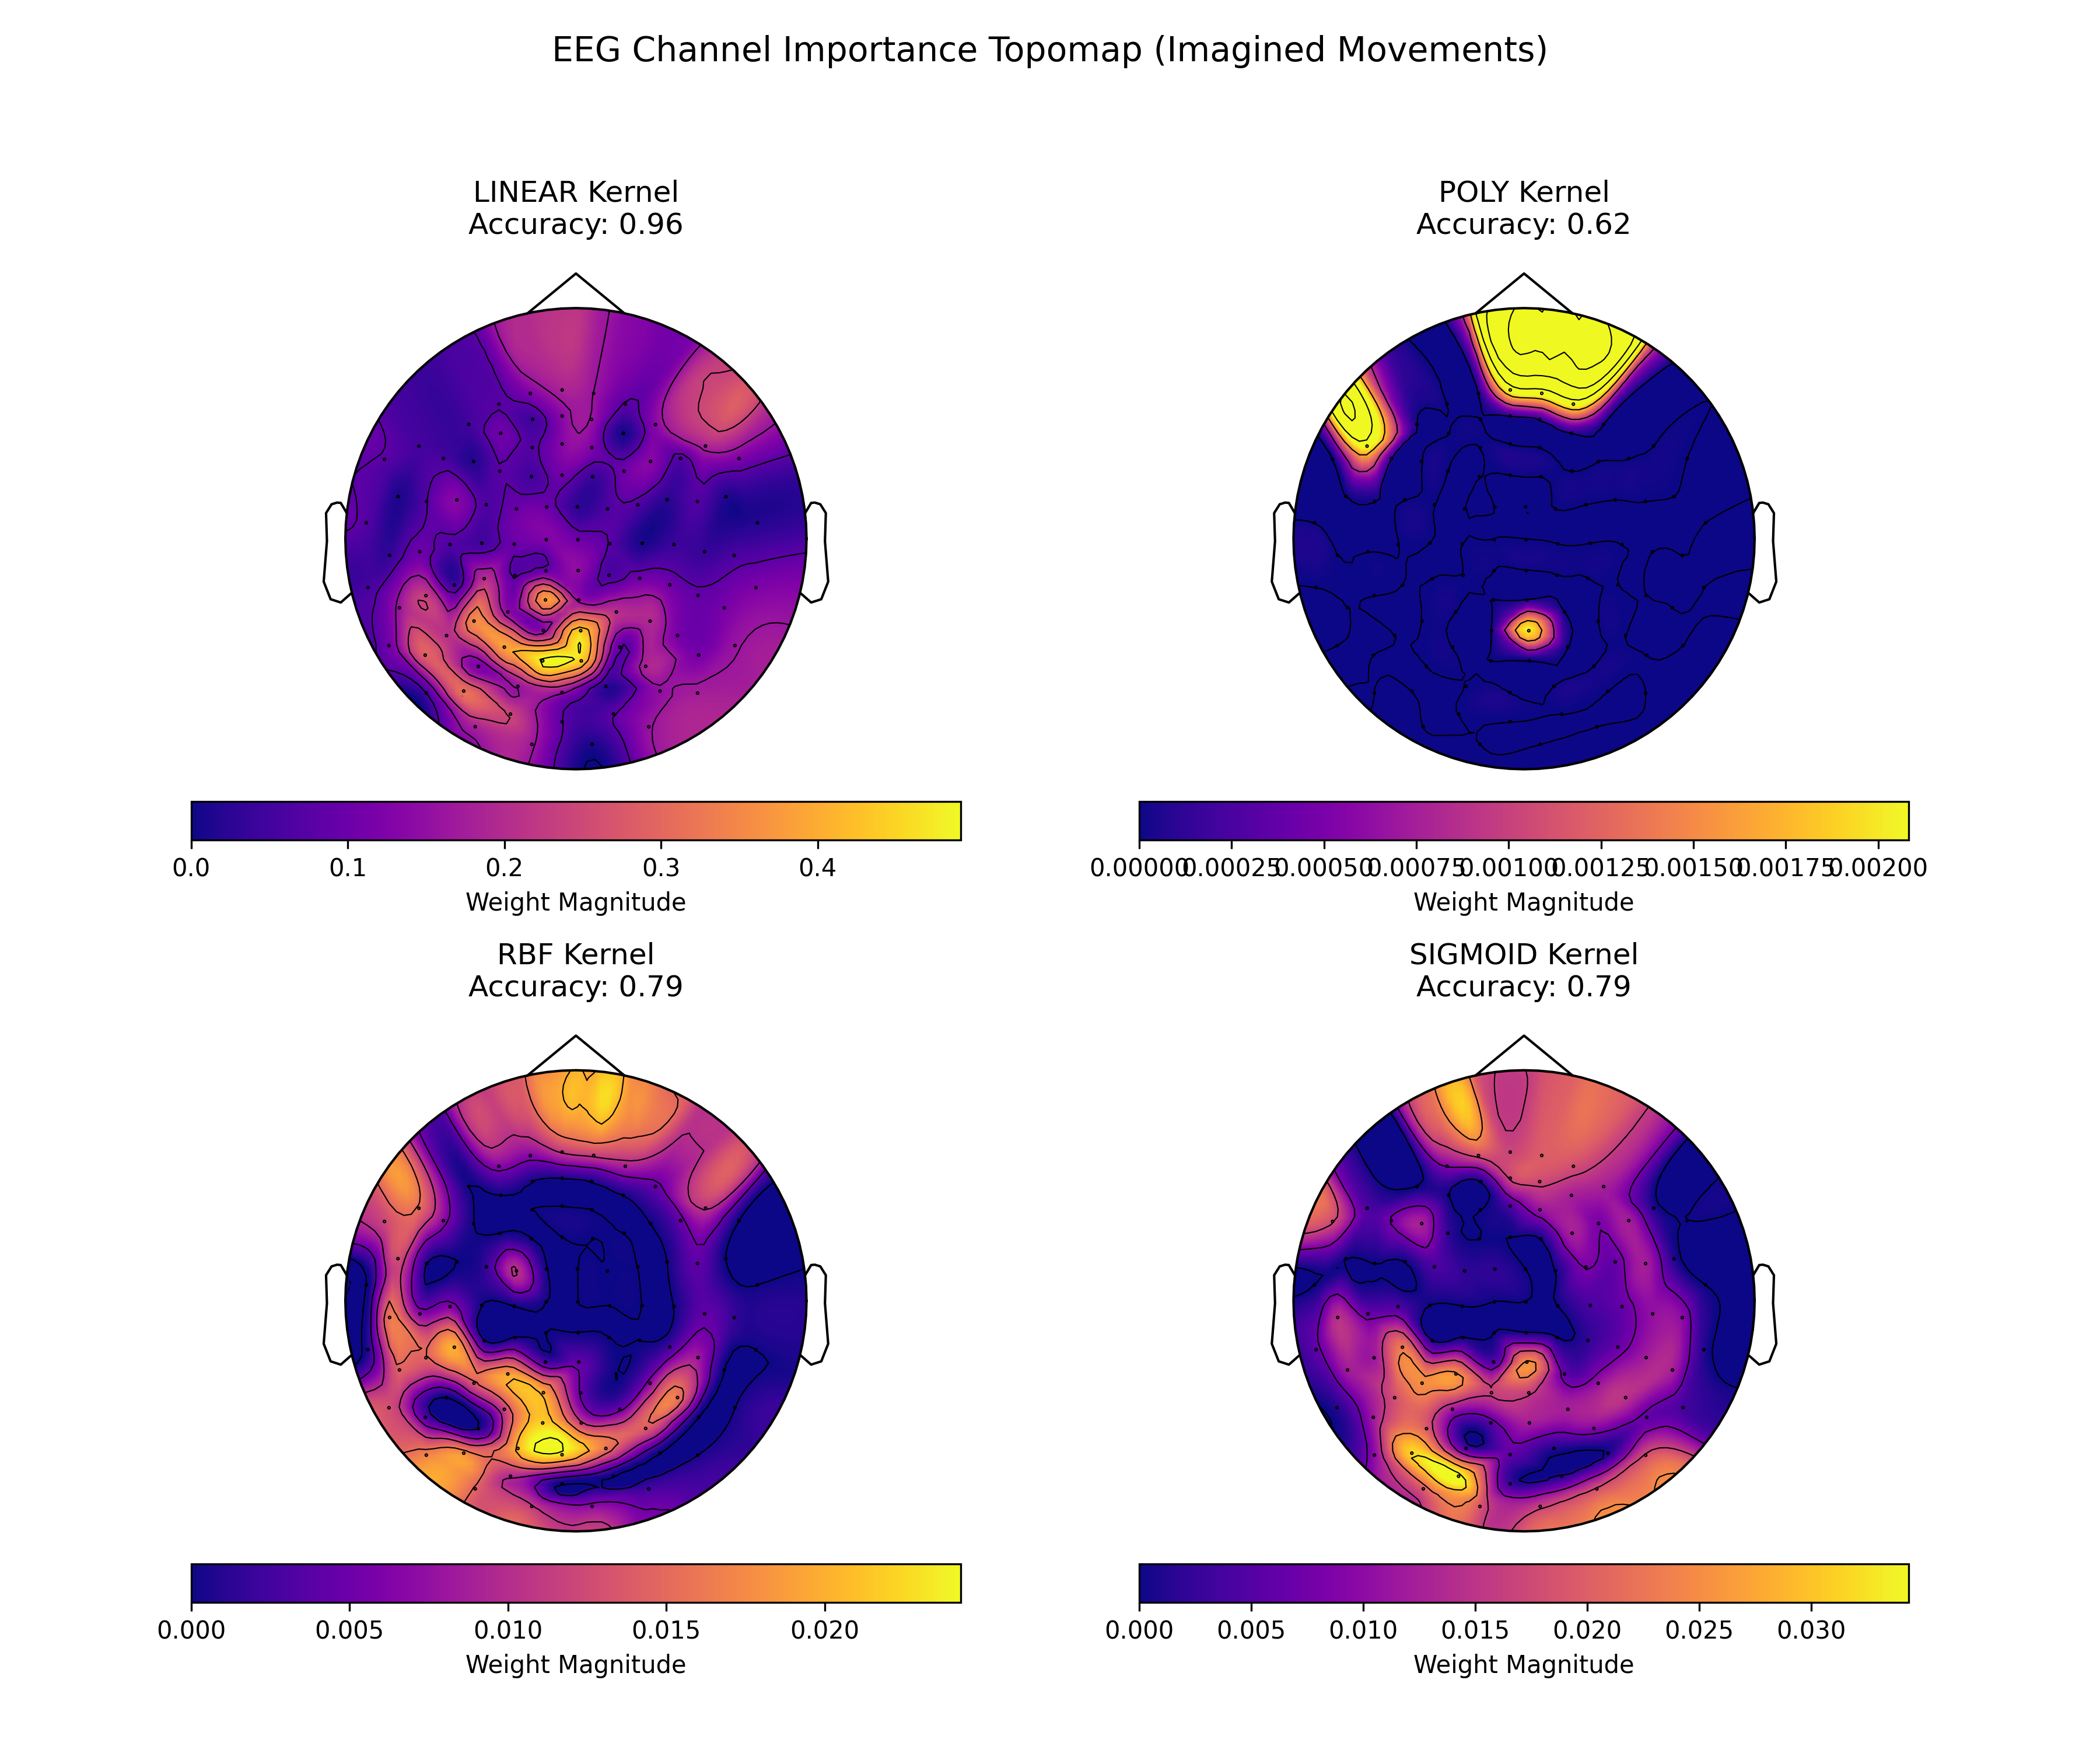 EEG Channel Importance Topomap (Imagined Movements)
LINEAR Kernel
Accuracy: 0.96
POLY Kernel
Accuracy: 0.62
0.0 0.1 0.2 0.3 0.4
Weight Magnitude
0.00000 0.00025 0.00050 0.00075 0.00100 0.00125 0.00150 0.00175 0.00200
Weight Magnitude
RBF Kernel
Accuracy: 0.79
SIGMOID Kernel
Accuracy: 0.79
0.000 0.005 0.010 0.015 0.020
Weight Magnitude
0.000 0.005 0.010 0.015 0.020 0.025 0.030
Weight Magnitude